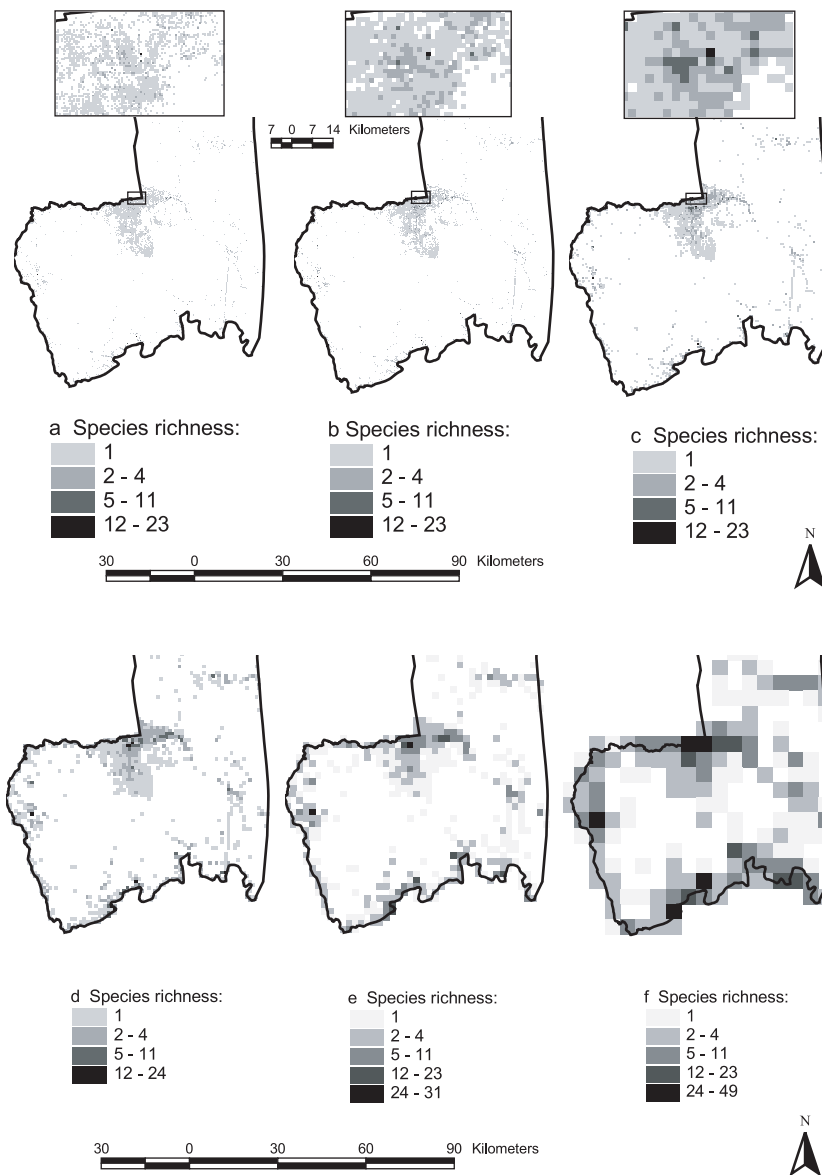 7 0 7 14 Kilometers
a Species richness:
1
2 - 4
5 - 11
12 - 23
b Species richness:
1
2 - 4
5 - 11
12 - 23
c Species richness:
1
2 - 4
5 - 11
12 - 23
30 0 30 60 90 Kilometers
N
d Species richness:
1
2 - 4
5 - 11
12 - 24
e Species richness:
1
2 - 4
5 - 11
12 - 23
24 - 31
f Species richness:
1
2 - 4
5 - 11
12 - 23
24 - 49
30 0 30 60 90 Kilometers
N